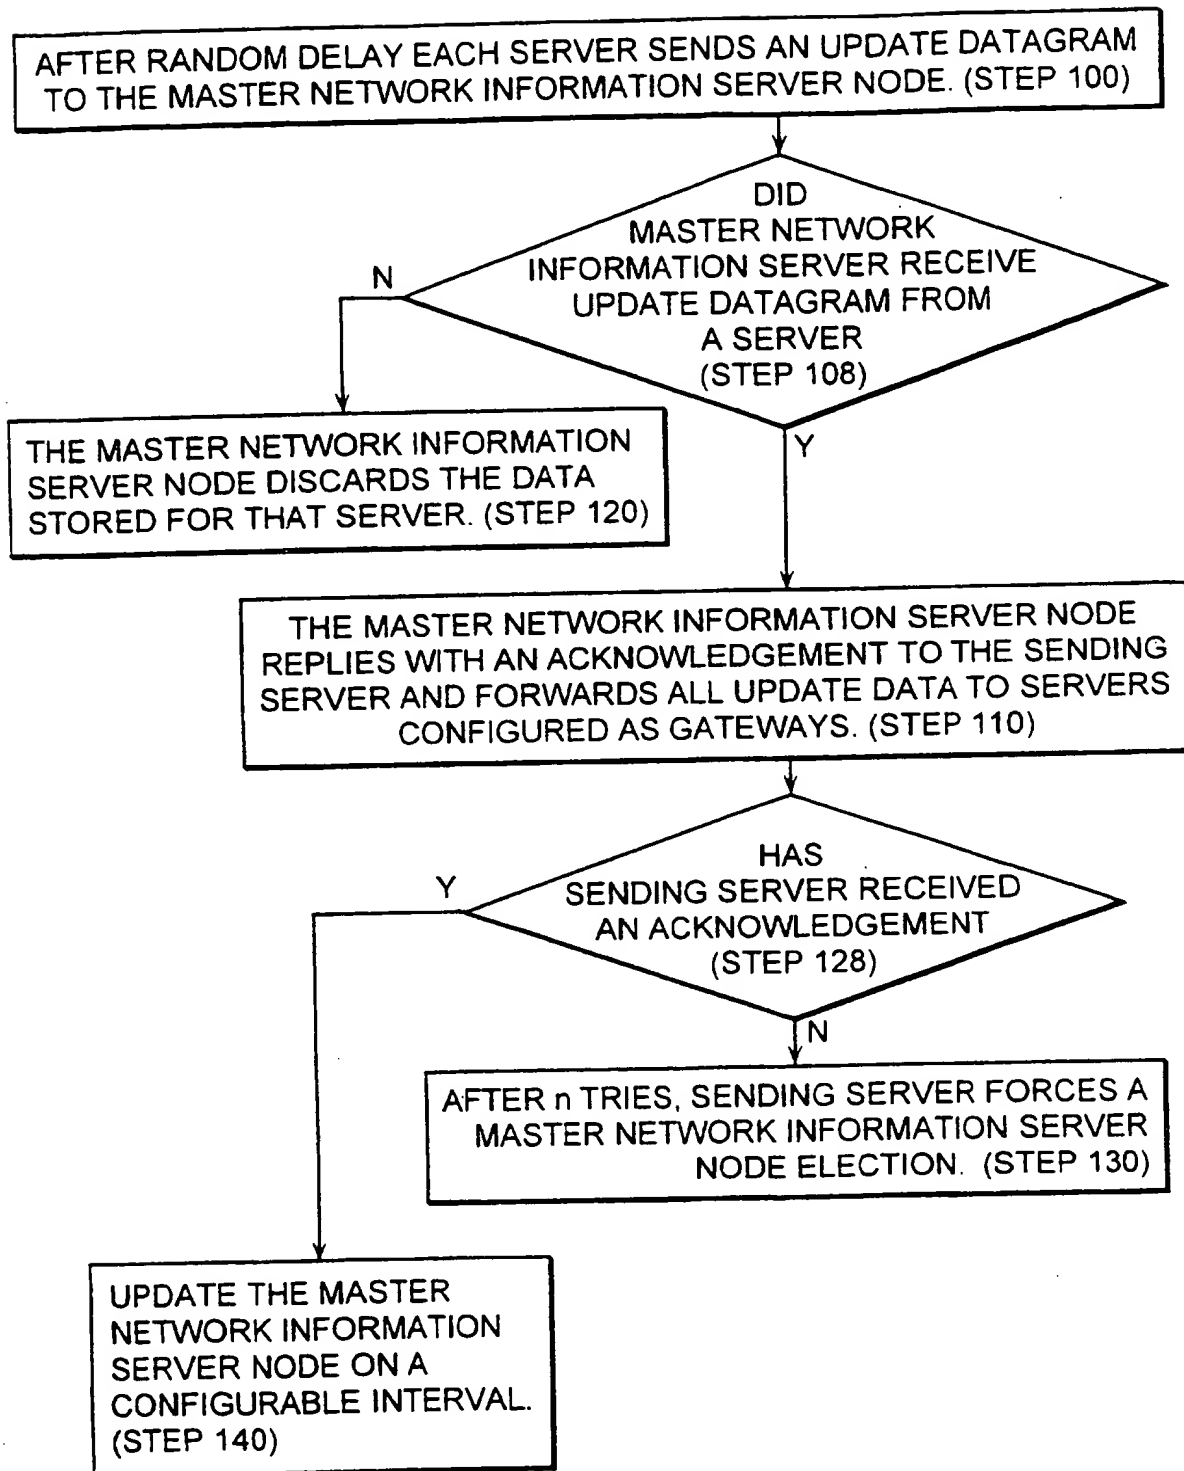 AFTER RANDOM DELAY EACH SERVER SENDS AN UPDATE DATAGRAM
TO THE MASTER NETWORK INFORMATION SERVER NODE. (STEP 100)
DID
MASTER NETWORK
INFORMATION SERVER RECEIVE
UPDATE DATAGRAM FROM
A SERVER
(STEP 108)
N
Y
THE MASTER NETWORK INFORMATION
SERVER NODE DISCARDS THE DATA
STORED FOR THAT SERVER. (STEP 120)
THE MASTER NETWORK INFORMATION SERVER NODE
REPLIES WITH AN ACKNOWLEDGEMENT TO THE SENDING
SERVER AND FORWARDS ALL UPDATE DATA TO SERVERS
CONFIGURED AS GATEWAYS. (STEP 110)
HAS
SENDING SERVER RECEIVED
AN ACKNOWLEDGEMENT
(STEP 128)
Y
N
AFTER n TRIES, SENDING SERVER FORCES A
MASTER NETWORK INFORMATION SERVER
NODE ELECTION. (STEP 130)
UPDATE THE MASTER
NETWORK INFORMATION
SERVER NODE ON A
CONFIGURABLE INTERVAL.
(STEP 140)